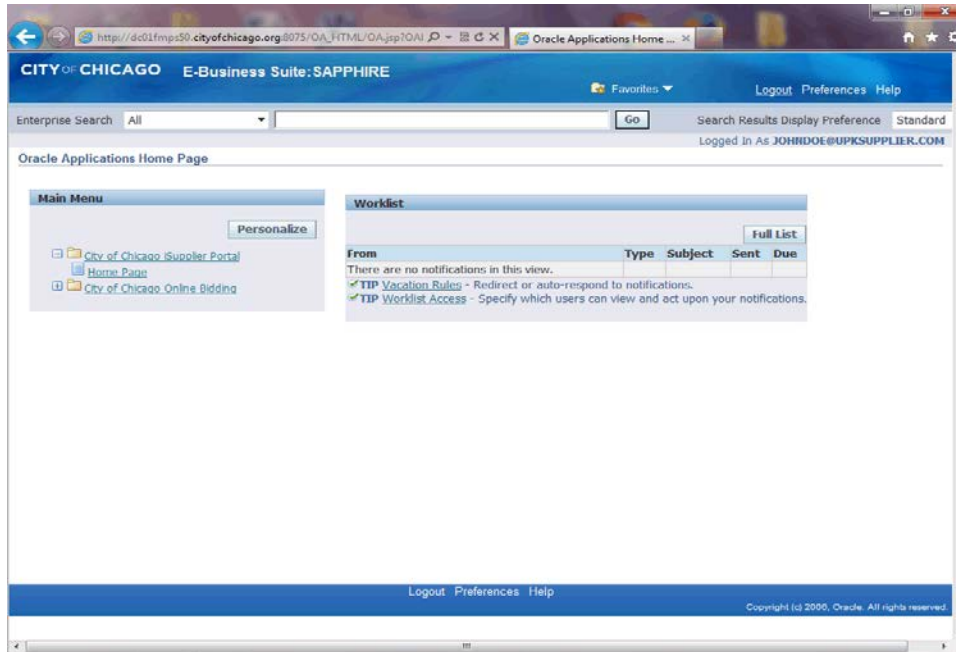 http://dc01fmps50.cityofchicago.org:8075/OA_HTML/OA.jsp?OAI
Oracle Applications Home ...
CITY OF CHICAGO E-Business Suite: SAPPHIRE
Favorites Logout Preferences Help
Enterprise Search All Go Search Results Display Preference Standard
Logged In As JOHNDOE@UPKSUPPLIER.COM
Oracle Applications Home Page
Main Menu
Personalize
City of Chicago iSupplier Portal
Home Page
City of Chicago Online Bidding
Worklist
Full List
From Type Subject Sent Due
There are no notifications in this view.
TIP Vacation Rules - Redirect or auto-respond to notifications.
TIP Worklist Access - Specify which users can view and act upon your notifications.
Logout Preferences Help
Copyright (c) 2006, Oracle. All rights reserved.